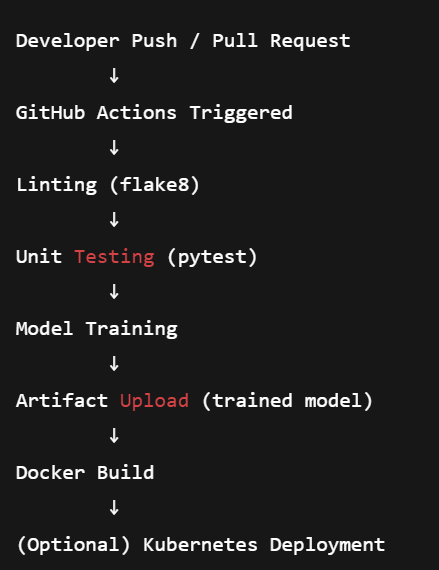 Developer Push / Pull Request
↓
GitHub Actions Triggered
↓
Linting (flake8)
↓
Unit Testing (pytest)
↓
Model Training
↓
Artifact Upload (trained model)
↓
Docker Build
↓
(Optional) Kubernetes Deployment